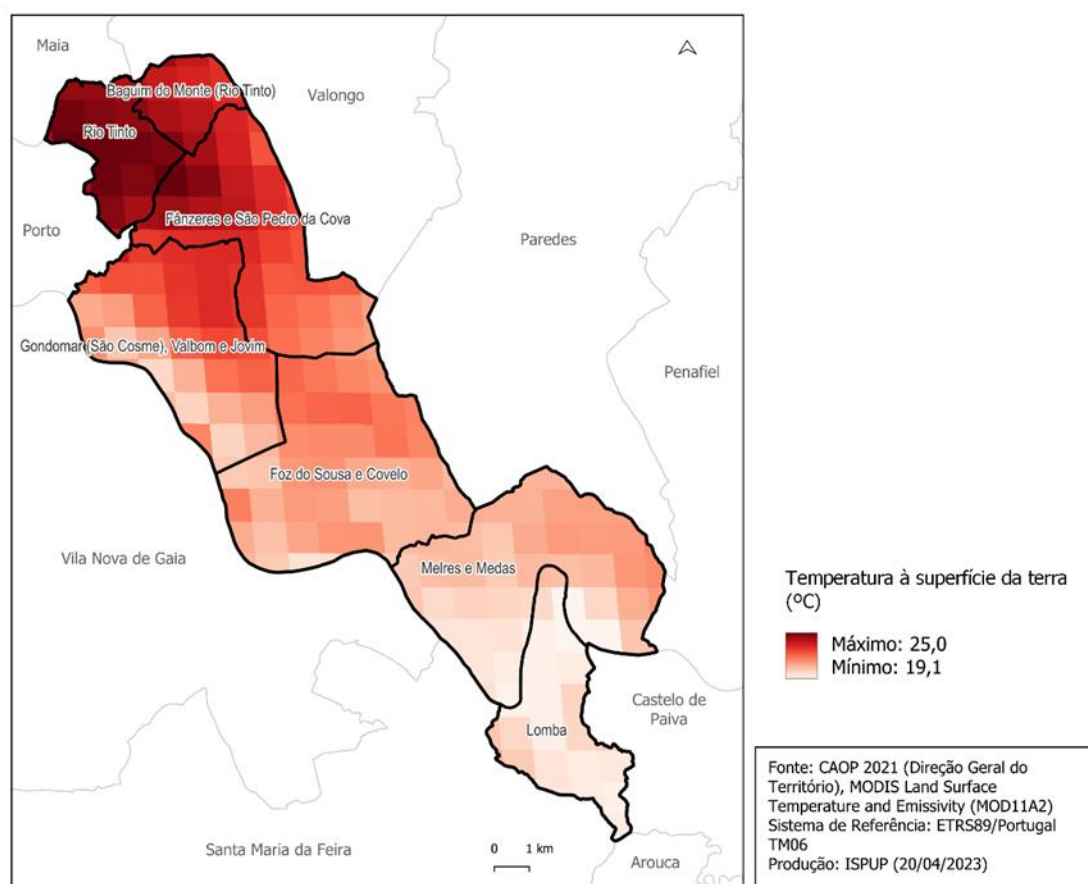 Maia
Baguim do Monte (Rio Tinto)
Valongo
Rio Tinto
Fânzeres e São Pedro da Cova
Porto
Paredes
Gondomar (São Cosme), Valbom e Jovim
Penafiel
Foz do Sousa e Covelo
Vila Nova de Gaia
Melres e Medas
Castelo de
Paiva
Lomba
Santa Maria da Feira
0 1 km
Arouca
Temperatura à superfície da terra
(ºC)
Máximo: 25,0
Mínimo: 19,1
Fonte: CAOP 2021 (Direção Geral do
Território), MODIS Land Surface
Temperature and Emissivity (MOD11A2)
Sistema de Referência: ETRS89/Portugal
TM06
Produção: ISPUP (20/04/2023)